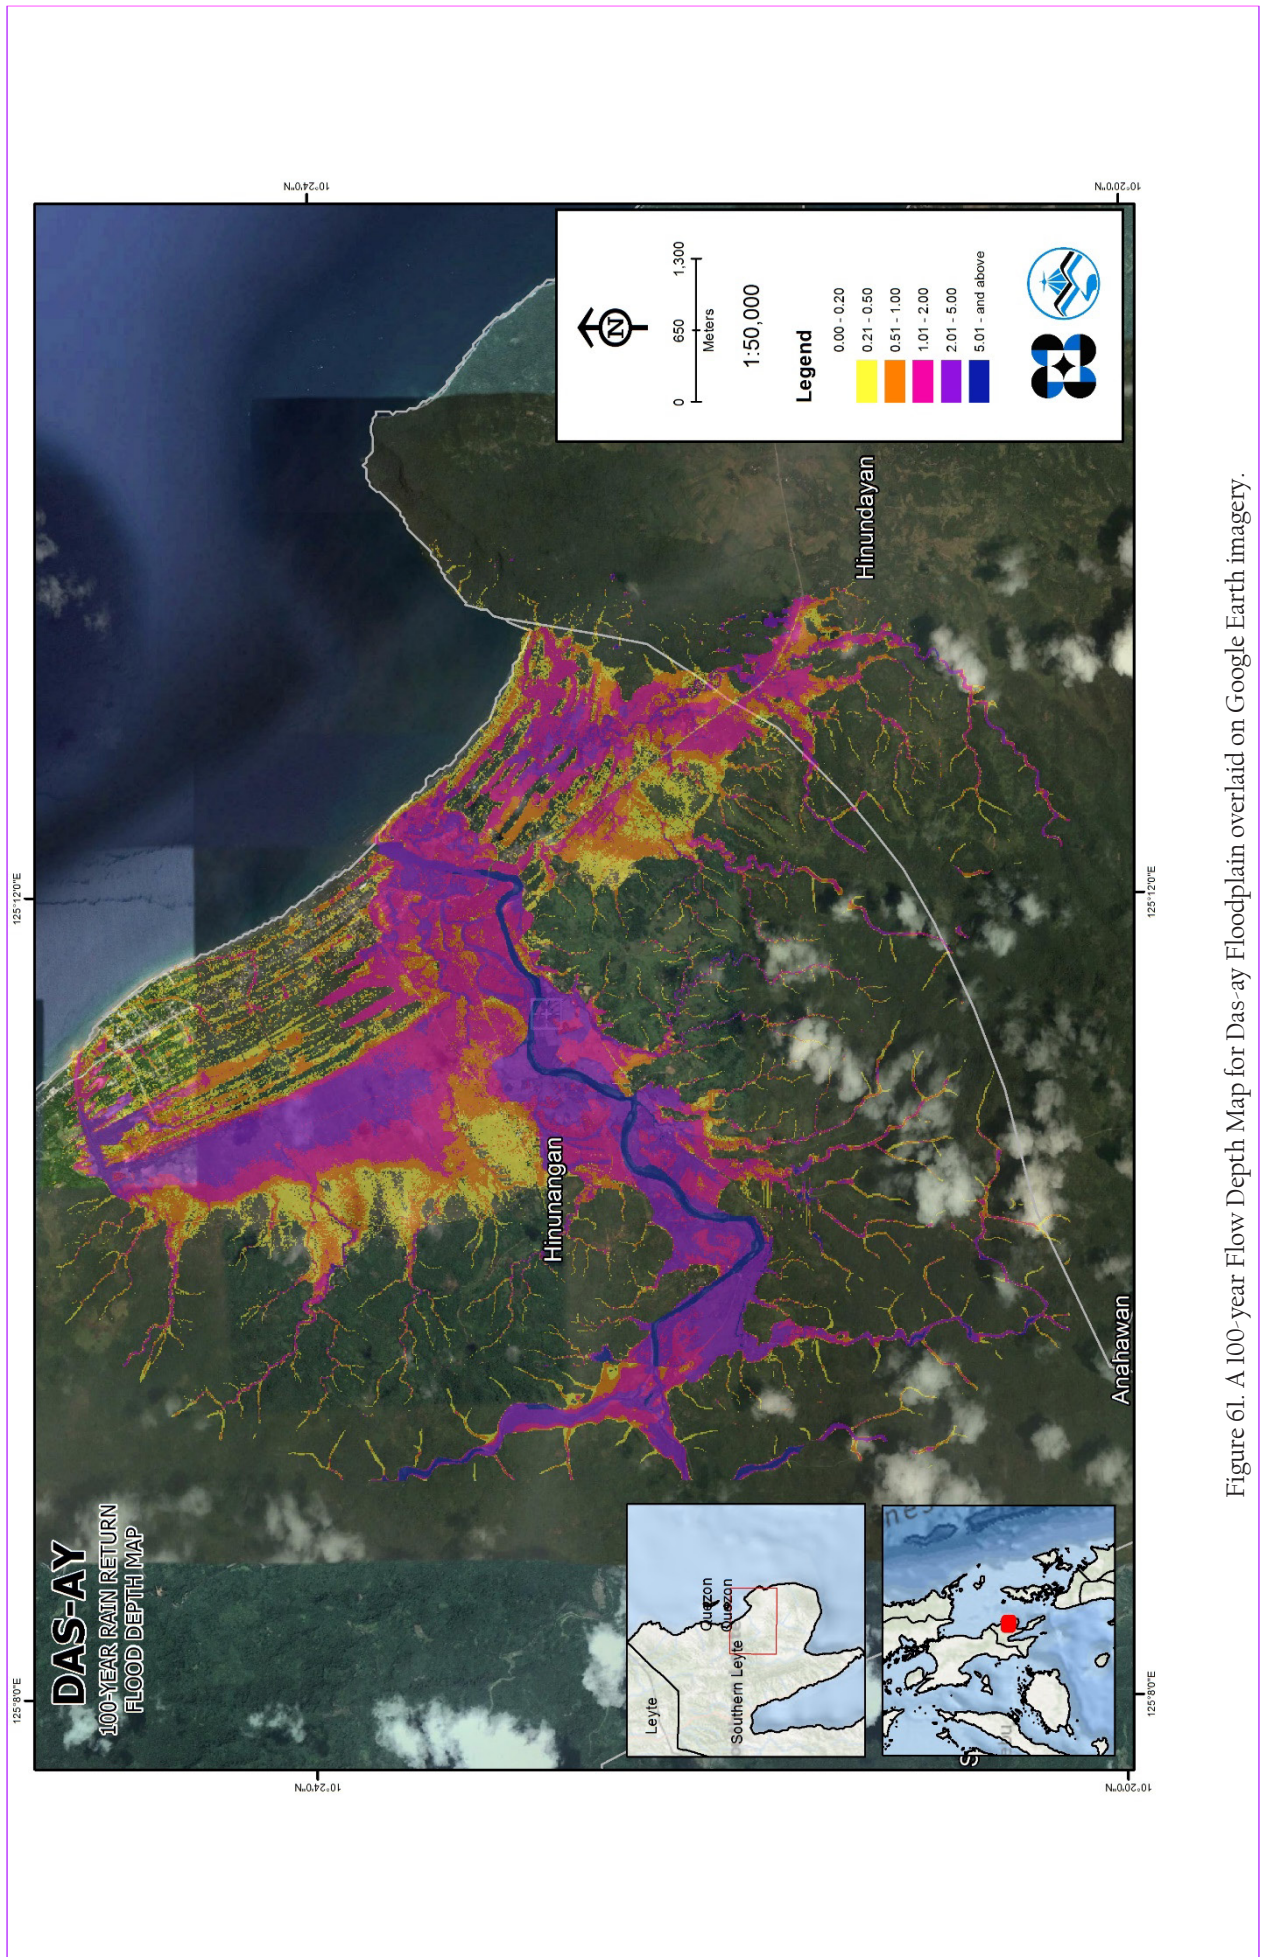 DAS-AY
100-YEAR RAIN RETURN
FLOOD DEPTH MAP
125°8'0"E
125°12'0"E
10°24'0"N
10°20'0"N
10°24'0"N
10°20'0"N
125°8'0"E
125°12'0"E
Hinunangan
Hinundayan
Anahawan
Leyte
Southern Leyte
Quezon
Quezon
N
0 650 1,300
Meters
1:50,000
Legend
0.00 - 0.20
0.21 - 0.50
0.51 - 1.00
1.01 - 2.00
2.01 - 5.00
5.01 - and above
Figure 61. A 100-year Flow Depth Map for Das-ay Floodplain overlaid on Google Earth imagery.